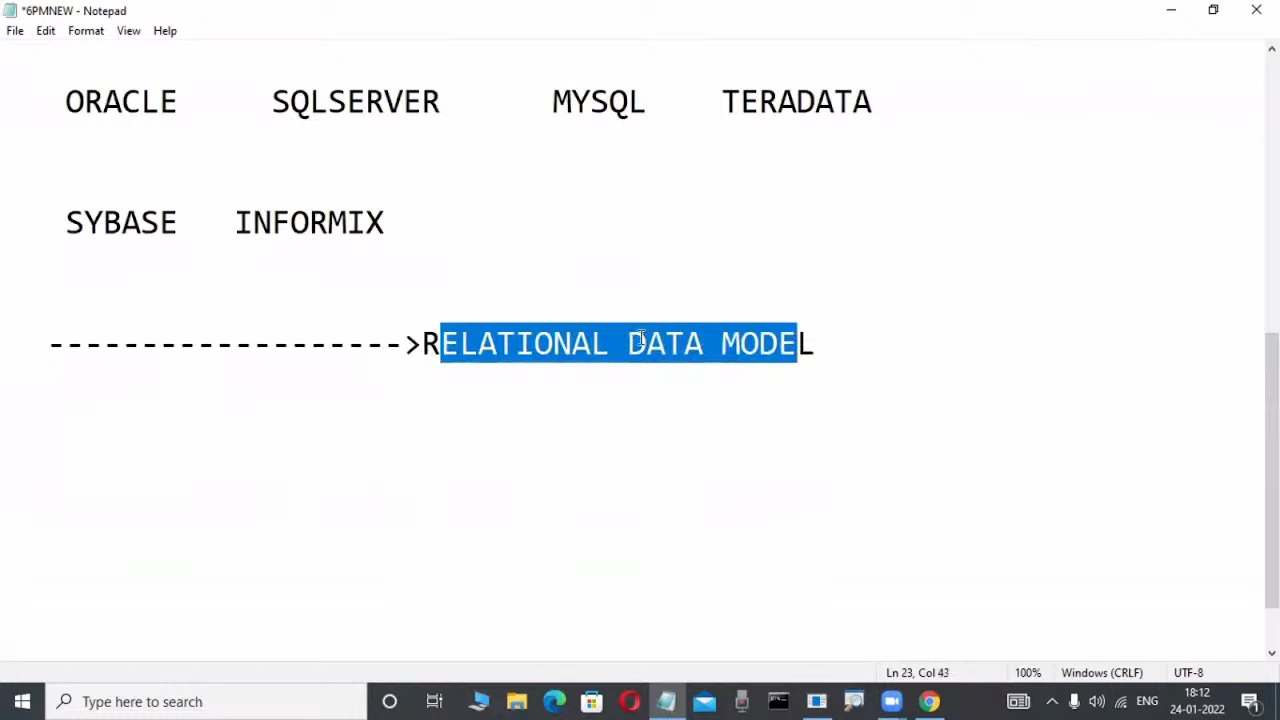 *6PMNEW - Notepad
File Edit Format View Help
ORACLE SQLSERVER MYSQL TERADATA
SYBASE INFORMIX
------------------->RELATIONAL DATA MODEL
Ln 23, Col 43 100% Windows (CRLF) UTF-8
Type here to search
ENG
18:12
24-01-2022
1